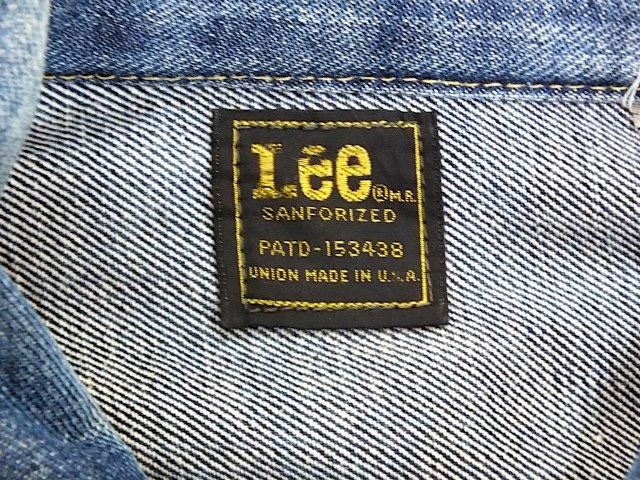 Lee ® M.R.
SANFORIZED
PATD-153438
UNION MADE IN U.S.A.